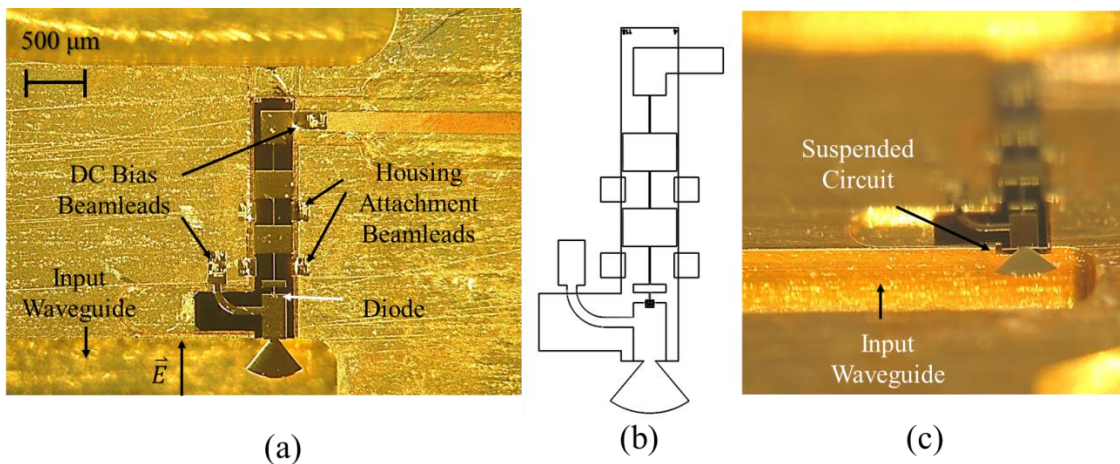 500 μm
DC Bias
Beamleads
Housing
Attachment
Beamleads
Input
Waveguide
Diode
E⃗
(a)
(b)
Suspended
Circuit
Input
Waveguide
(c)